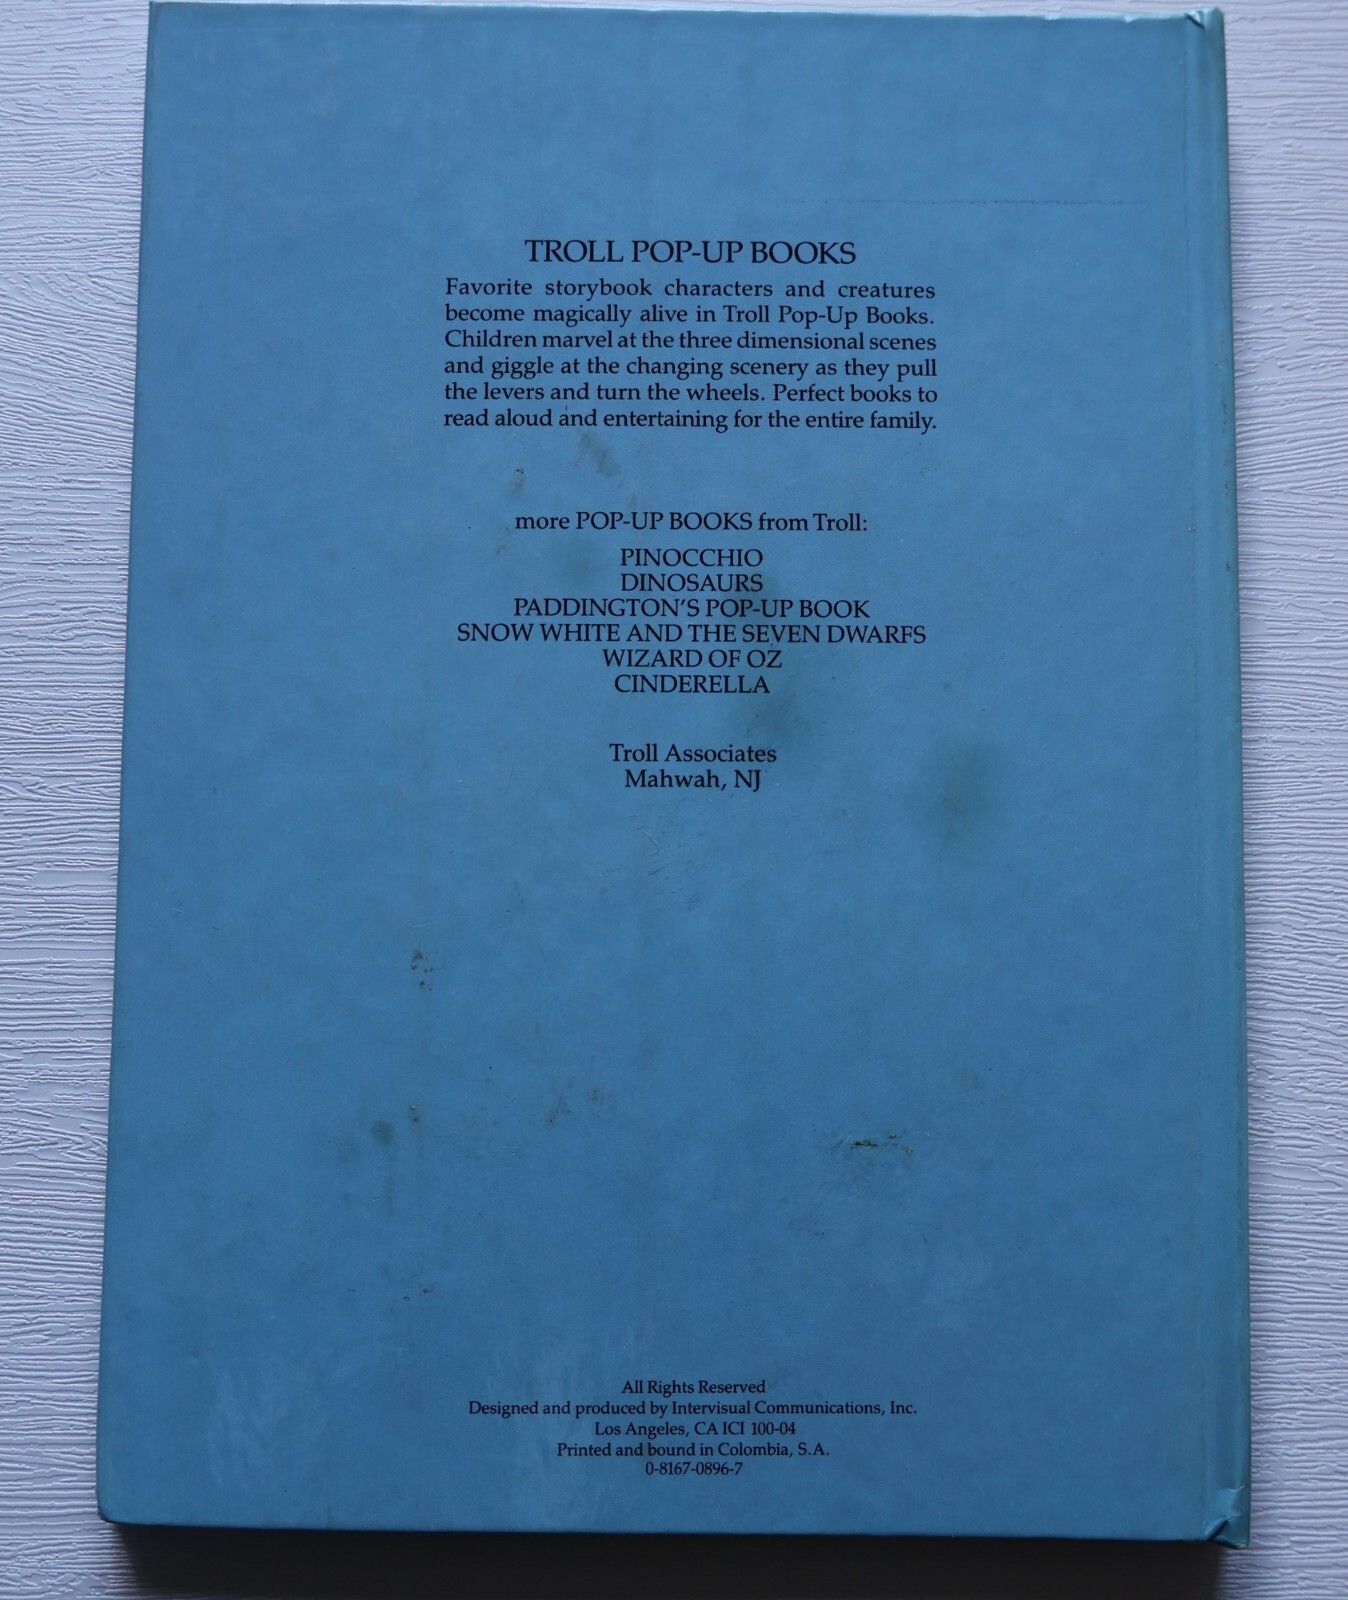 TROLL POP-UP BOOKS
Favorite storybook characters and creatures
become magically alive in Troll Pop-Up Books.
Children marvel at the three dimensional scenes
and giggle at the changing scenery as they pull
the levers and turn the wheels. Perfect books to
read aloud and entertaining for the entire family.
more POP-UP BOOKS from Troll:
PINOCCHIO
DINOSAURS
PADDINGTON'S POP-UP BOOK
SNOW WHITE AND THE SEVEN DWARFS
WIZARD OF OZ
CINDERELLA
Troll Associates
Mahwah, NJ
All Rights Reserved
Designed and produced by Intervisual Communications, Inc.
Los Angeles, CA ICI 100-04
Printed and bound in Colombia, S.A.
0-8167-0896-7